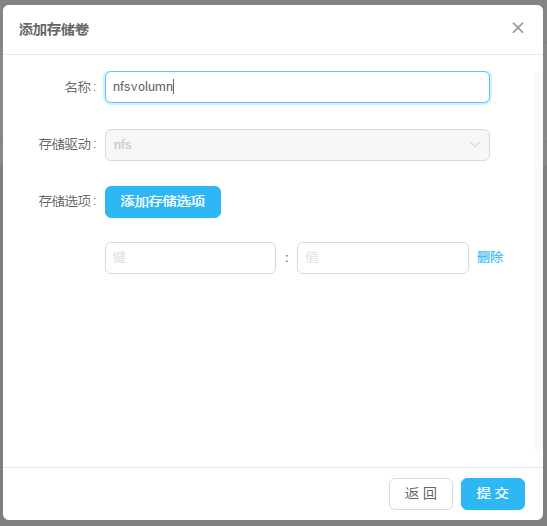 添加存储卷
名称: nfsvolumn
存储驱动: nfs
存储选项: 添加存储选项
键 : 值 删除
返 回 提 交